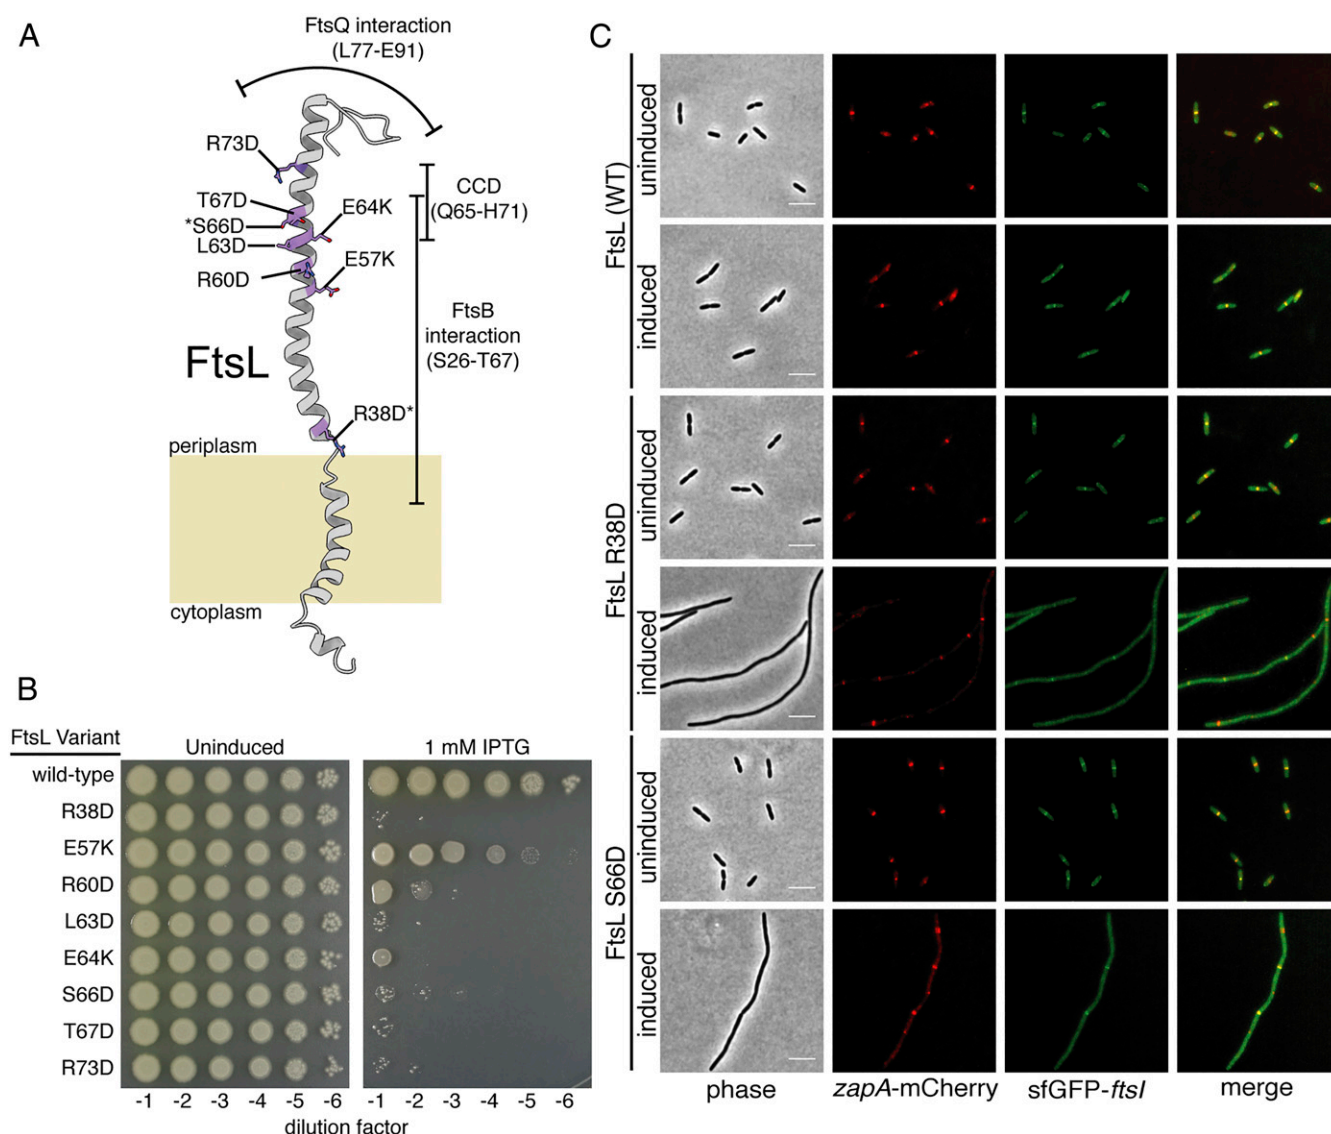 A
FtsQ interaction
(L77-E91)
R73D
T67D
*S66D
L63D
R60D
E64K
E57K
CCD
(Q65-H71)
FtsB
interaction
(S26-T67)
FtsL
R38D*
periplasm
cytoplasm
B
FtsL Variant
Uninduced
1 mM IPTG
wild-type
R38D
E57K
R60D
L63D
E64K
S66D
T67D
R73D
-1 -2 -3 -4 -5 -6 -1 -2 -3 -4 -5 -6
dilution factor
C
FtsL (WT)
uninduced
induced
FtsL R38D
uninduced
induced
FtsL S66D
uninduced
induced
phase zapA-mCherry sfGFP-ftsI merge